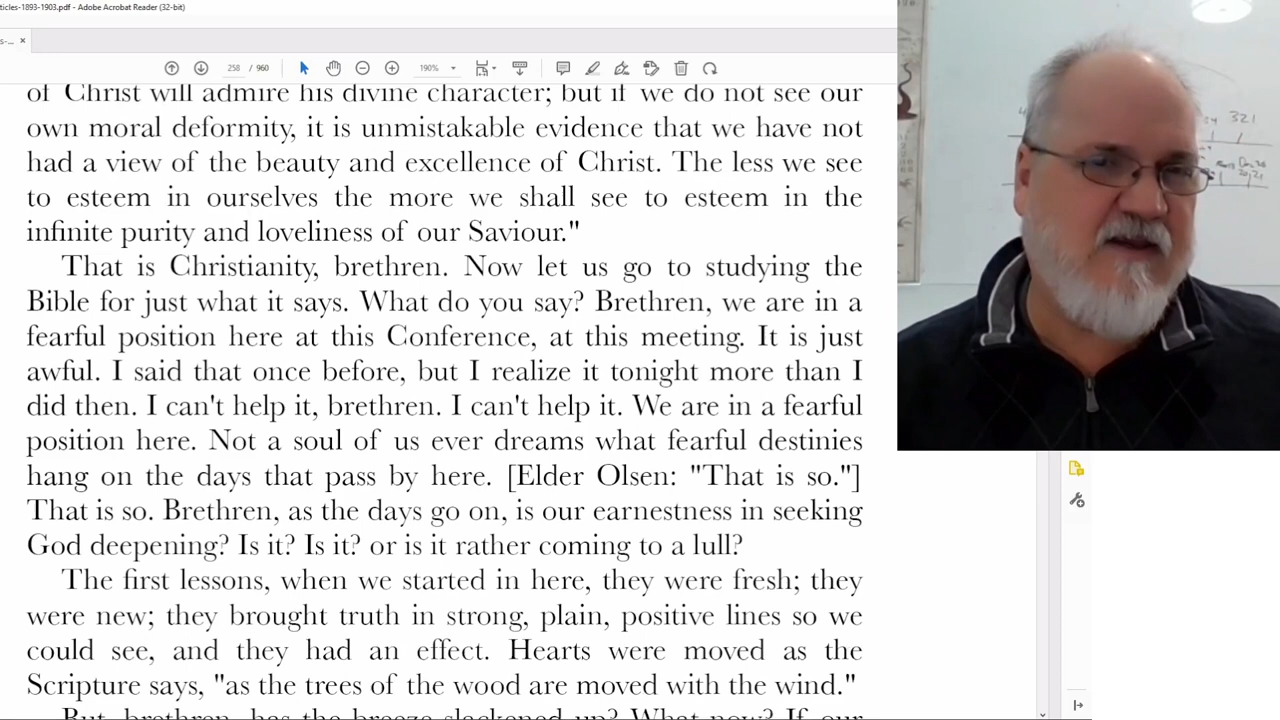 ticles-1893-1903.pdf - Adobe Acrobat Reader (32-bit)
s-... ×
258 / 960
190%
of Christ will admire his divine character; but if we do not see our
own moral deformity, it is unmistakable evidence that we have not
had a view of the beauty and excellence of Christ. The less we see
to esteem in ourselves the more we shall see to esteem in the
infinite purity and loveliness of our Saviour."
That is Christianity, brethren. Now let us go to studying the
Bible for just what it says. What do you say? Brethren, we are in a
fearful position here at this Conference, at this meeting. It is just
awful. I said that once before, but I realize it tonight more than I
did then. I can't help it, brethren. I can't help it. We are in a fearful
position here. Not a soul of us ever dreams what fearful destinies
hang on the days that pass by here. [Elder Olsen: "That is so."]
That is so. Brethren, as the days go on, is our earnestness in seeking
God deepening? Is it? Is it? or is it rather coming to a lull?
The first lessons, when we started in here, they were fresh; they
were new; they brought truth in strong, plain, positive lines so we
could see, and they had an effect. Hearts were moved as the
Scripture says, "as the trees of the wood are moved with the wind."
But, brethren, has the breeze slackened up? What now? If our
321